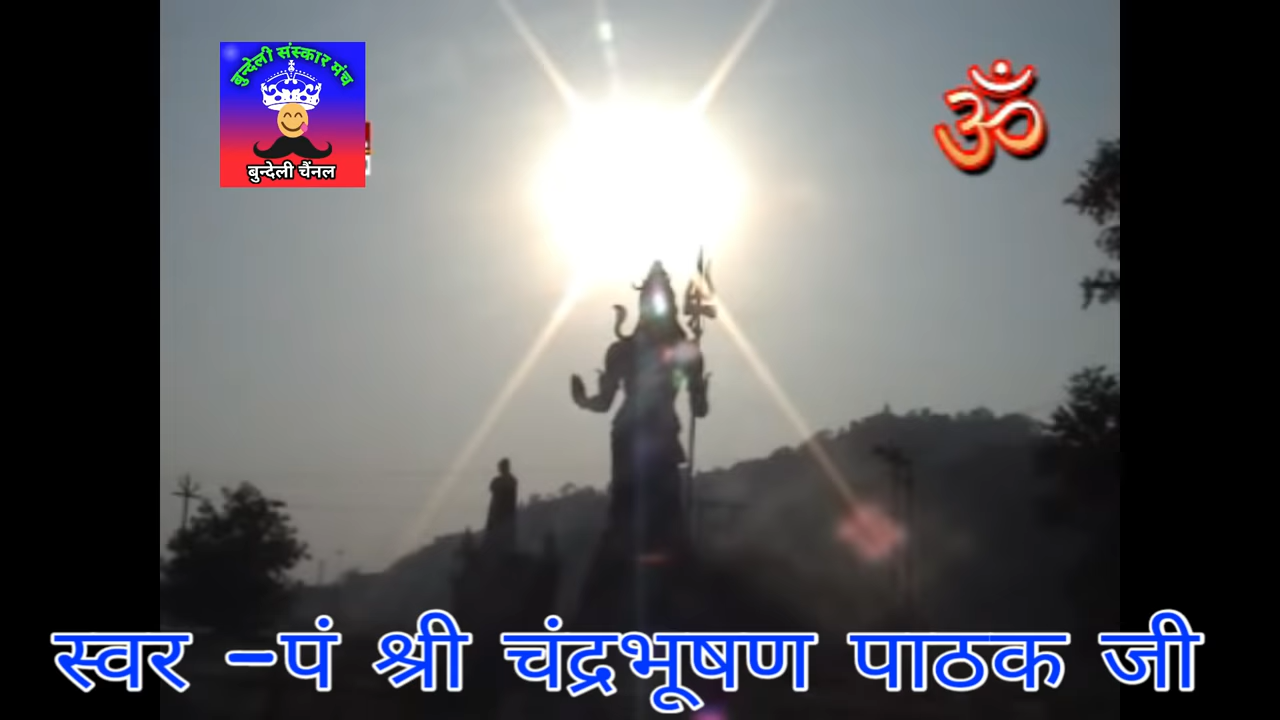 बुन्देली संस्कार मंच
बुन्देली चैंनल
ॐ
स्वर -पं श्री चंद्रभूषण पाठक जी